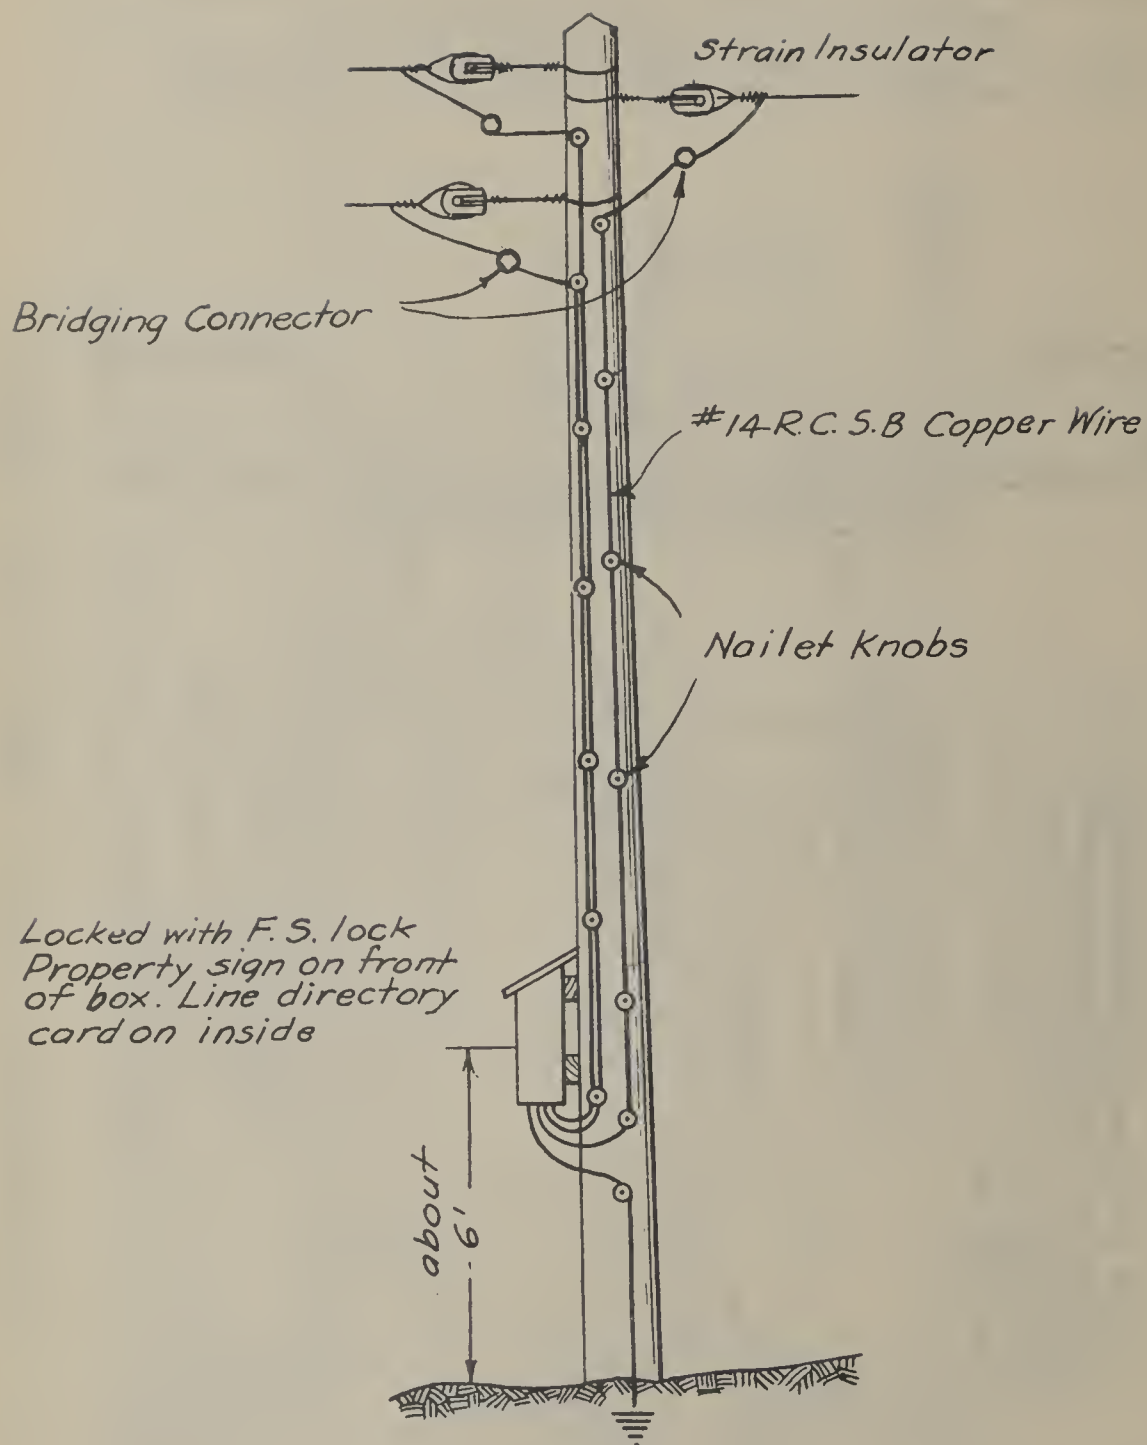 Strain Insulator
Bridging Connector
#14-R.C. S.B Copper Wire
Nailet Knobs
Locked with F.S. lock
Property sign on front
of box. Line directory
card on inside
about
6'